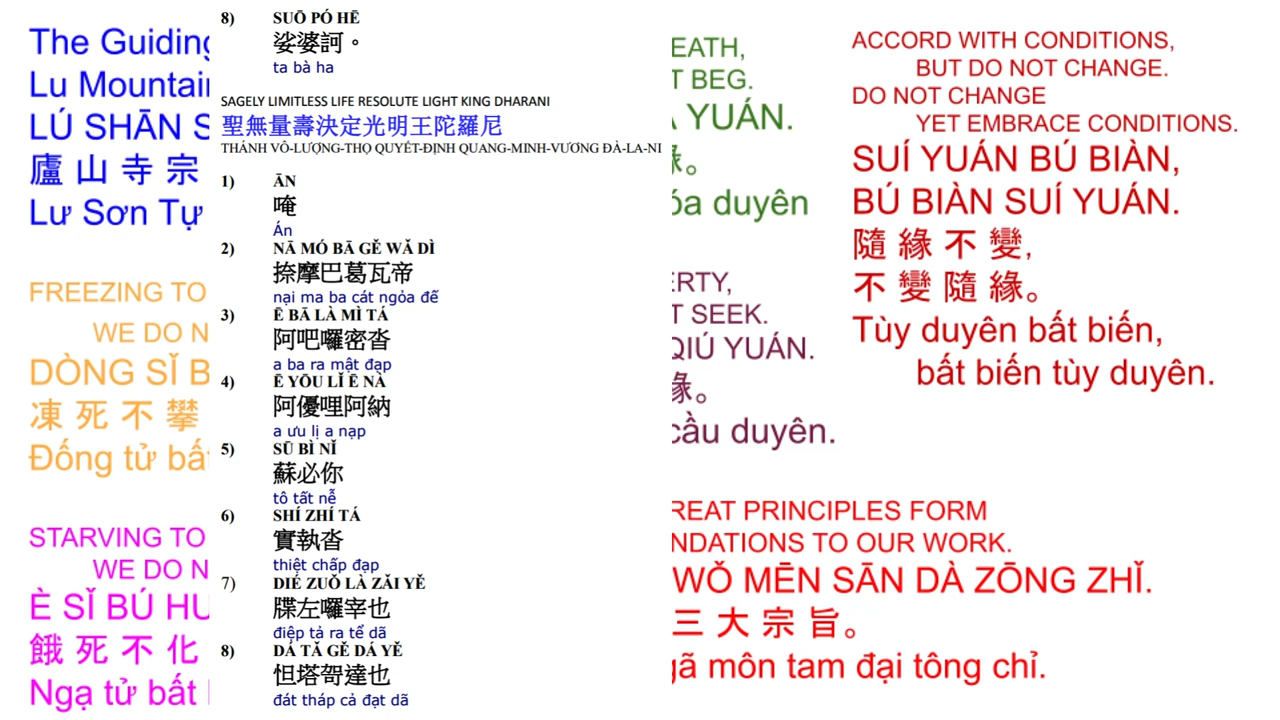 The Guiding
Lu Mountain
LÚ SHĀN S
廬 山 寺 宗
Lư Sơn Tự
FREEZING TO
WE DO N
DÒNG SǏ B
凍 死 不 攀
Đống tử bất
STARVING TO
WE DO N
È SǏ BÚ HU
餓 死 不 化
Ngạ tử bất
8) SUŌ PÓ HĒ
娑婆訶。
ta bà ha
SAGELY LIMITLESS LIFE RESOLUTE LIGHT KING DHARANI
聖無量壽決定光明王陀羅尼
THÁNH VÔ-LƯỢNG-THỌ QUYẾT-ĐỊNH QUANG-MINH-VƯƠNG ĐÀ-LA-NI
1) ĀN
唵
Án
2) NĀ MÓ BĀ GĚ WǍ DÌ
捺摩巴葛瓦帝
nại ma ba cát ngỏa đế
3) Ē BĀ LÀ MÌ TÁ
阿吧囉密沓
a ba ra mật đạp
4) Ē YŌU LǏ Ē NÀ
阿優哩阿納
a ưu lị a nạp
5) SŪ BÌ NǏ
蘇必你
tô tất nễ
6) SHÍ ZHÍ TÁ
實執沓
thiệt chấp đạp
7) DIÉ ZUǑ LÀ ZǍI YĚ
牒左囉宰也
điệp tả ra tể dã
8) DÁ TǍ GĚ DÁ YĚ
怛塔哿達也
đát tháp cả đạt dã
EATH,
T BEG.
YUÁN.
緣。
óa duyên
ERTY,
T SEEK.
QIÚ YUÁN.
緣。
cầu duyên.
ACCORD WITH CONDITIONS,
BUT DO NOT CHANGE.
DO NOT CHANGE
YET EMBRACE CONDITIONS.
SUÍ YUÁN BÚ BIÀN,
BÚ BIÀN SUÍ YUÁN.
隨 緣 不 變,
不 變 隨 緣。
Tùy duyên bất biến,
bất biến tùy duyên.
REAT PRINCIPLES FORM
NDATIONS TO OUR WORK.
WǑ MĒN SĀN DÀ ZŌNG ZHǏ.
三 大 宗 旨。
gã môn tam đại tông chỉ.